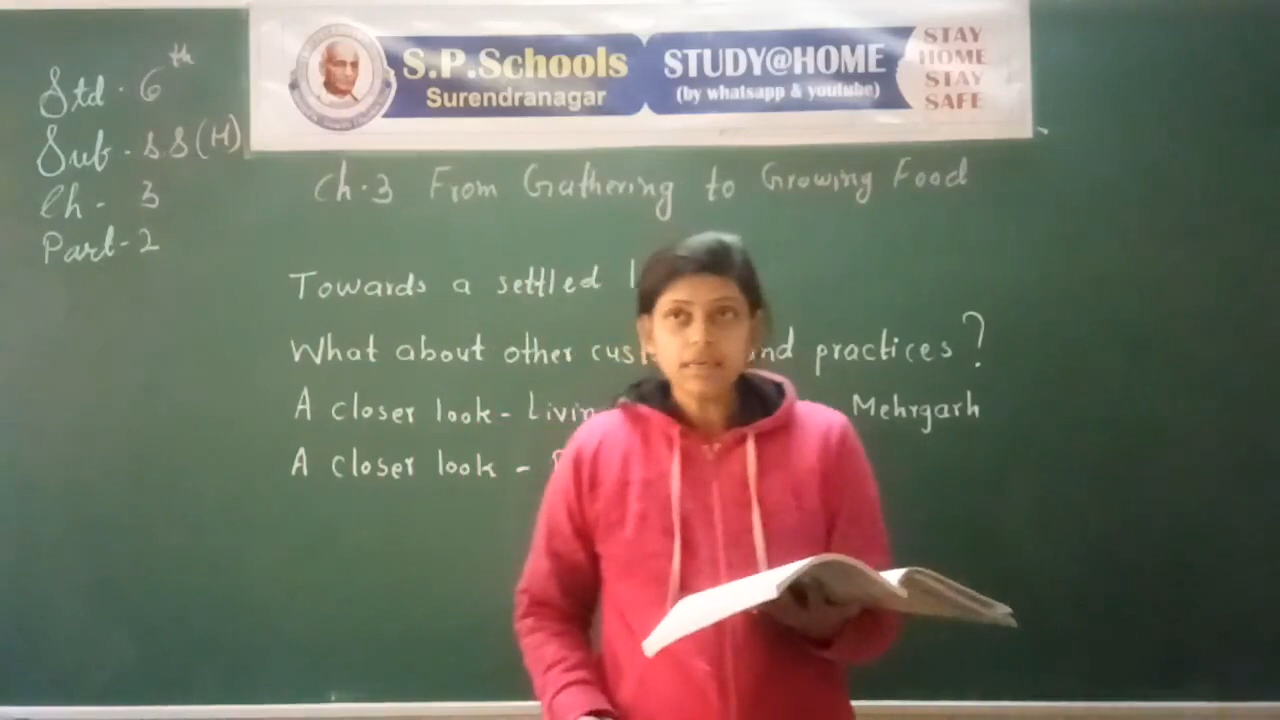 S.P.Schools
Surendranagar
STUDY@HOME
(by whatsapp & youtube)
STAY
HOME
STAY
SAFE
Std. 6th
Sub - SS(H)
Ch - 3
Part-2
Ch.3 From Gathering to Growing Food
Towards a settled
What about other cus nd practices?
A closer look - Livin Mehrgarh
A closer look -